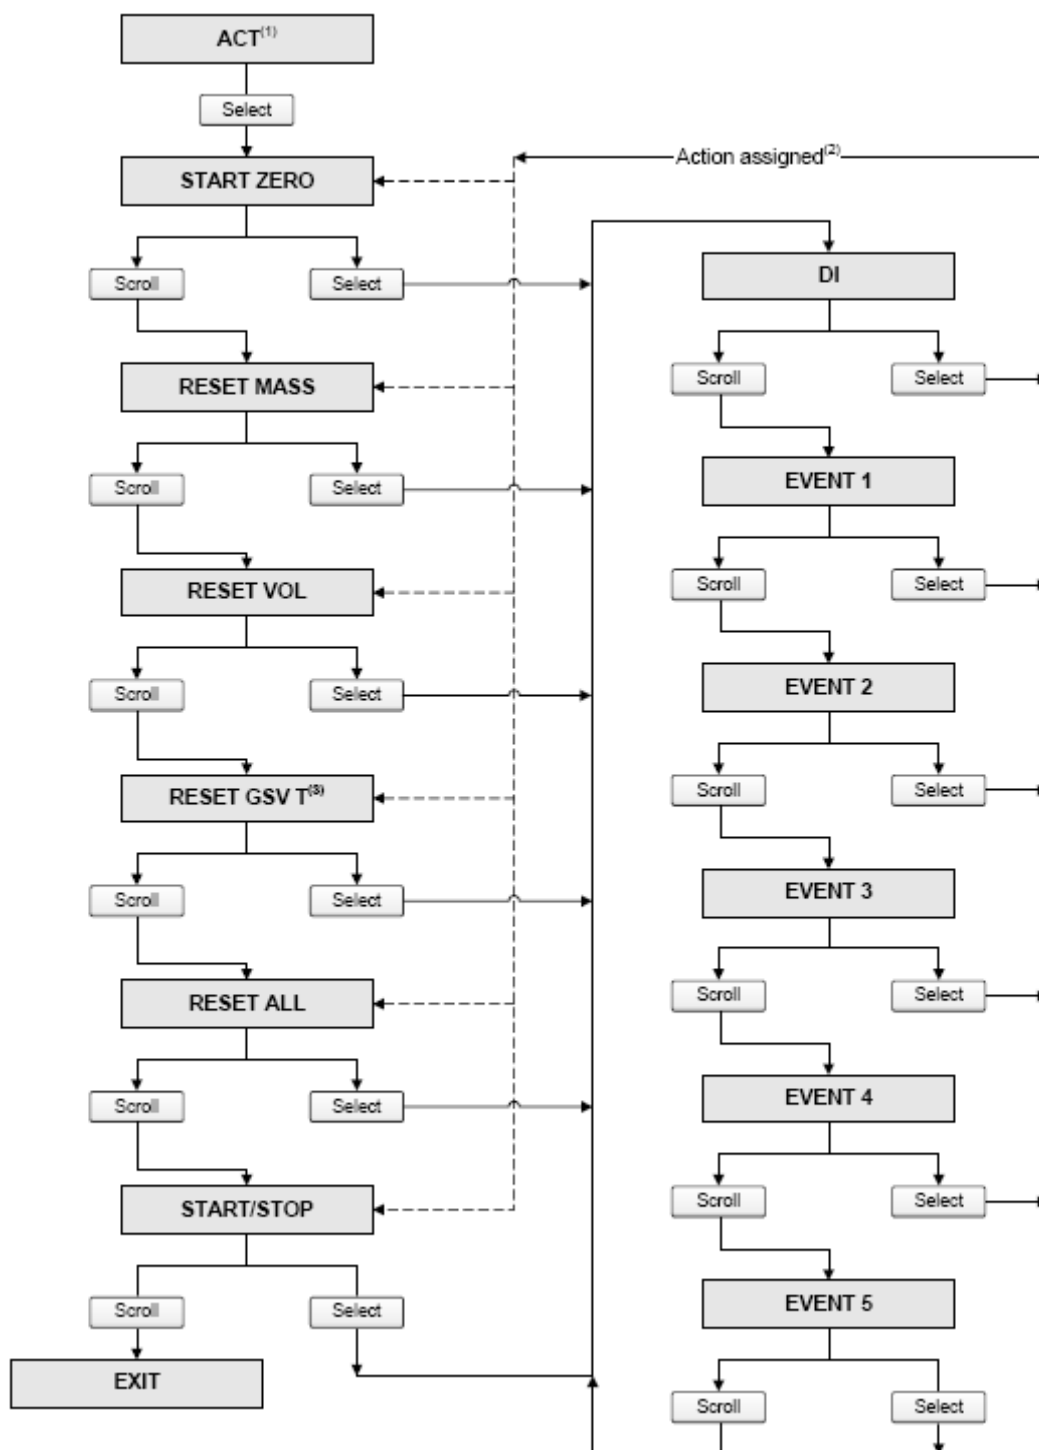 ACT(1)
Select
START ZERO
Scroll
Select
RESET MASS
Scroll
Select
RESET VOL
Scroll
Select
RESET GSV T(3)
Scroll
Select
RESET ALL
Scroll
Select
START/STOP
Scroll
Select
EXIT
Action assigned(2)
DI
Scroll
Select
EVENT 1
Scroll
Select
EVENT 2
Scroll
Select
EVENT 3
Scroll
Select
EVENT 4
Scroll
Select
EVENT 5
Scroll
Select